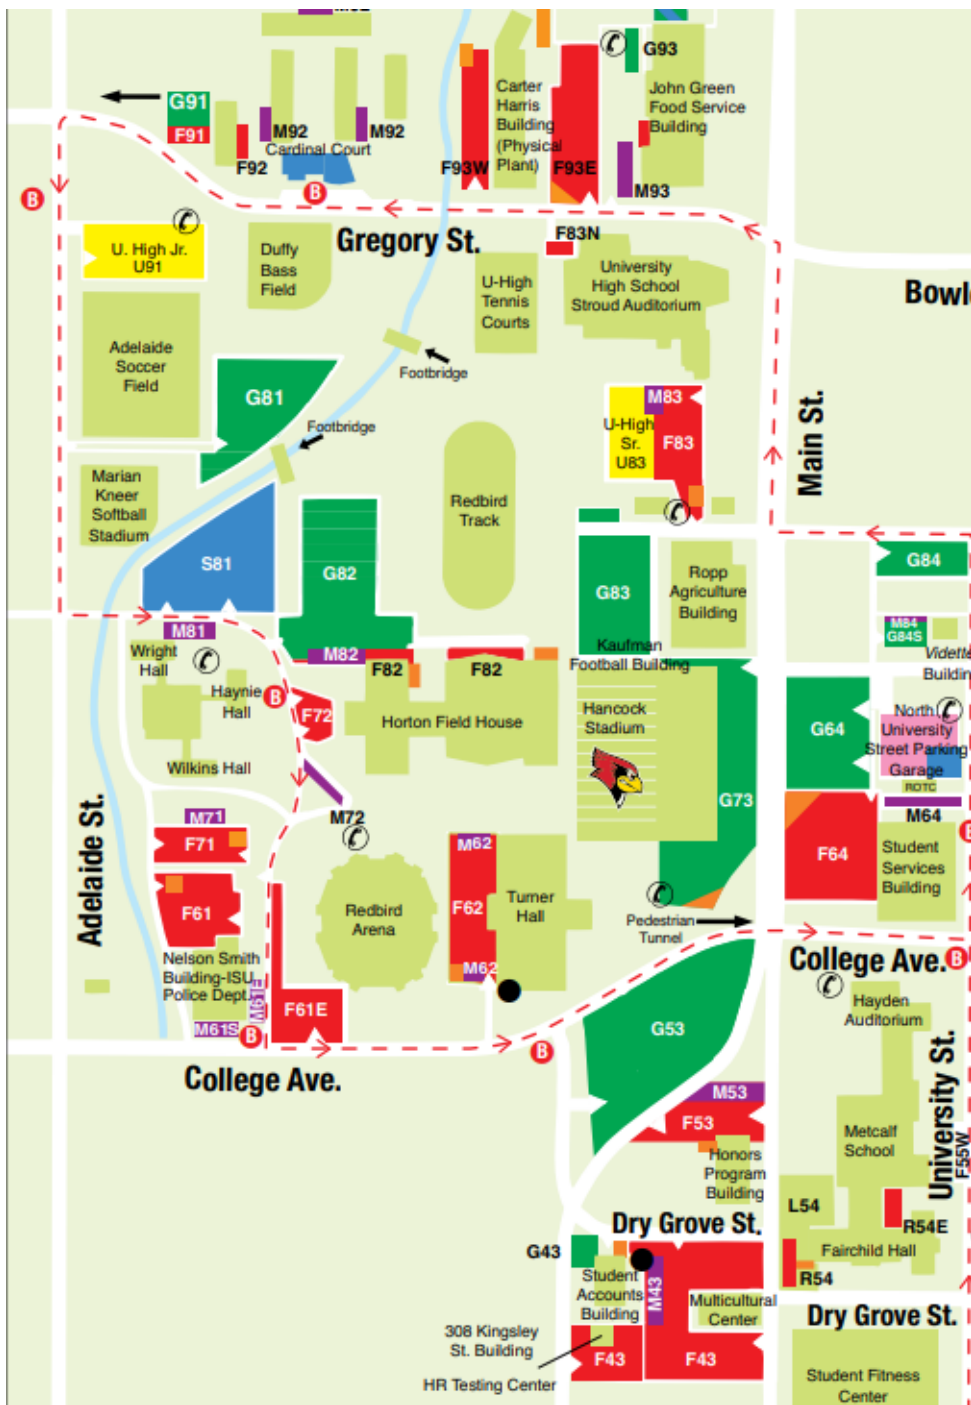 G93
G91
F91
M92
M92
Cardinal Court
F92
Carter
Harris
Building
(Physical
Plant)
F93W
F93E
John Green
Food Service
Building
M93
B
B
Gregory St.
F83N
U. High Jr.
U91
Duffy
Bass
Field
U-High
Tennis
Courts
University
High School
Stroud Auditorium
Adelaide
Soccer
Field
Footbridge
G81
Footbridge
M83
U-High
Sr.
U83
F83
Main St.
Marian
Kneer
Softball
Stadium
Redbird
Track
S81
G82
G83
Ropp
Agriculture
Building
G84
M84
G84S
M81
Wright
Hall
M82
F82
F82
Kaufman
Football Building
Haynie
Hall
B
F72
Horton Field House
Hancock
Stadium
G64
North
University
Street Parking
Garage
ROTC
Wilkins Hall
G73
M71
M72
M64
F71
M62
F64
Student
Services
Building
Adelaide St.
F61
Redbird
Arena
F62
Turner
Hall
Pedestrian
Tunnel
Nelson Smith
Building-ISU
Police Dept.
M61E
M62
College Ave.
B
F61E
M61S
B
B
G53
Hayden
Auditorium
College Ave.
M53
F53
Metcalf
School
University St.
F55W
Honors
Program
Building
L54
Dry Grove St.
R54E
G43
Fairchild Hall
R54
Student
Accounts
Building
M43
Multicultural
Center
Dry Grove St.
308 Kingsley
St. Building
F43
F43
HR Testing Center
Student Fitness
Center